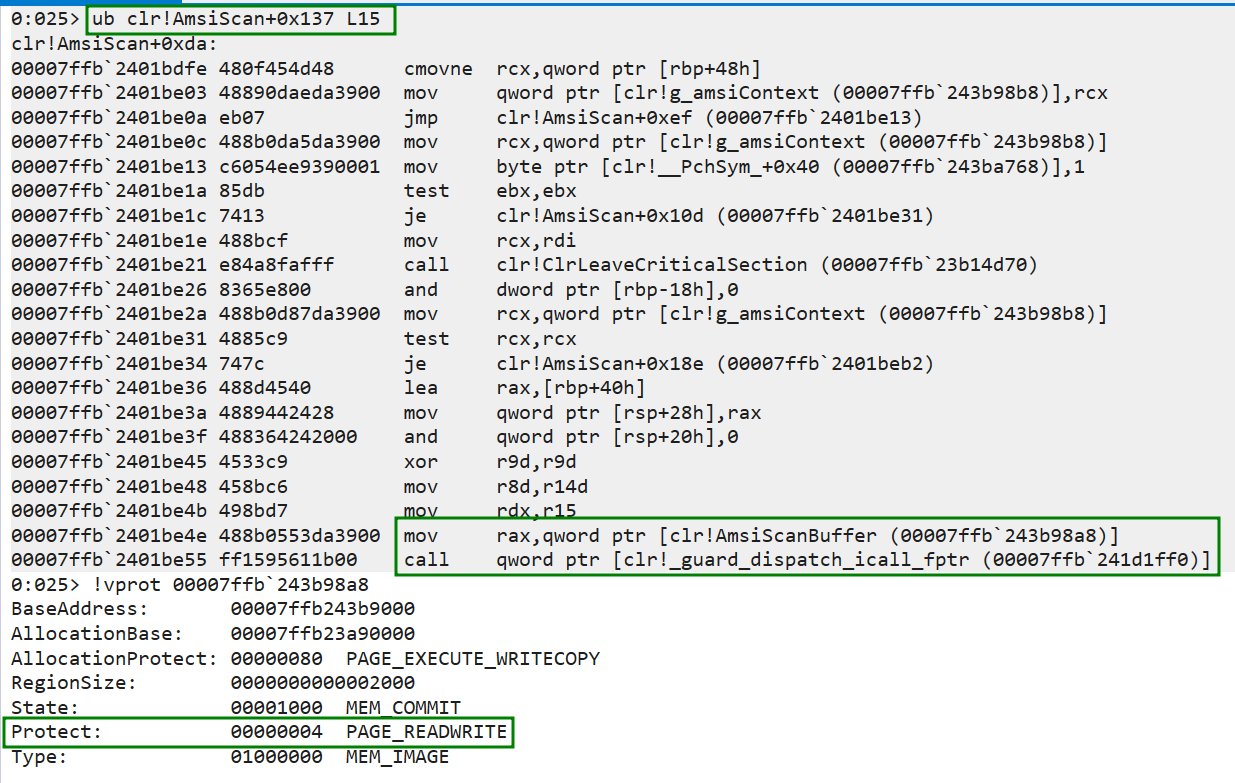 0:025> ub clr!AmsiScan+0x137 L15
clr!AmsiScan+0xda:
00007ffb`2401bdfe 480f454d48      cmovne  rcx,qword ptr [rbp+48h]
00007ffb`2401be03 48890daeda3900  mov     qword ptr [clr!g_amsiContext (00007ffb`243b98b8)],rcx
00007ffb`2401be0a eb07            jmp     clr!AmsiScan+0xef (00007ffb`2401be13)
00007ffb`2401be0c 488b0da5da3900  mov     rcx,qword ptr [clr!g_amsiContext (00007ffb`243b98b8)]
00007ffb`2401be13 c6054ee9390001  mov     byte ptr [clr!__PchSym_+0x40 (00007ffb`243ba768)],1
00007ffb`2401be1a 85db            test    ebx,ebx
00007ffb`2401be1c 7413            je      clr!AmsiScan+0x10d (00007ffb`2401be31)
00007ffb`2401be1e 488bcf          mov     rcx,rdi
00007ffb`2401be21 e84a8fafff      call    clr!ClrLeaveCriticalSection (00007ffb`23b14d70)
00007ffb`2401be26 8365e800        and     dword ptr [rbp-18h],0
00007ffb`2401be2a 488b0d87da3900  mov     rcx,qword ptr [clr!g_amsiContext (00007ffb`243b98b8)]
00007ffb`2401be31 4885c9          test    rcx,rcx
00007ffb`2401be34 747c            je      clr!AmsiScan+0x18e (00007ffb`2401beb2)
00007ffb`2401be36 488d4540        lea     rax,[rbp+40h]
00007ffb`2401be3a 4889442428      mov     qword ptr [rsp+28h],rax
00007ffb`2401be3f 488364242000    and     qword ptr [rsp+20h],0
00007ffb`2401be45 4533c9          xor     r9d,r9d
00007ffb`2401be48 458bc6          mov     r8d,r14d
00007ffb`2401be4b 498bd7          mov     rdx,r15
00007ffb`2401be4e 488b0553da3900  mov     rax,qword ptr [clr!AmsiScanBuffer (00007ffb`243b98a8)]
00007ffb`2401be55 ff1595611b00    call    qword ptr [clr!_guard_dispatch_icall_fptr (00007ffb`241d1ff0)]
0:025> !vprot 00007ffb`243b98a8
BaseAddress:       00007ffb243b9000
AllocationBase:    00007ffb23a90000
AllocationProtect: 00000080  PAGE_EXECUTE_WRITECOPY
RegionSize:        0000000000002000
State:             00001000  MEM_COMMIT
Protect:           00000004  PAGE_READWRITE
Type:              01000000  MEM_IMAGE